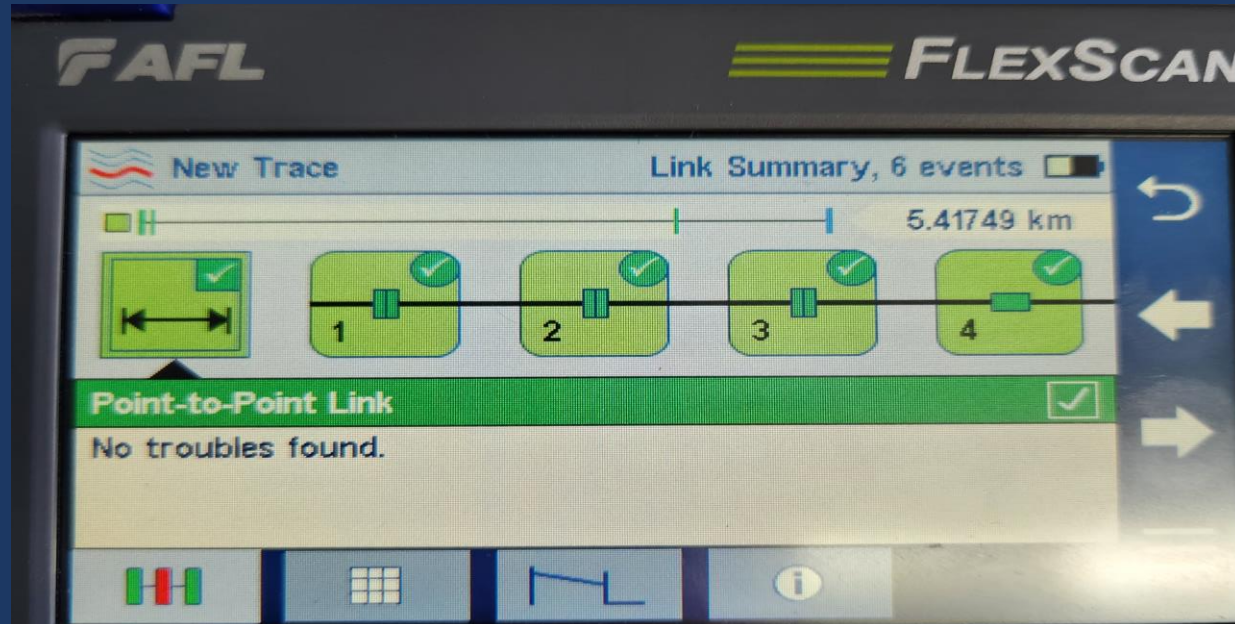 AFL
FLEXSCAN
New Trace
Link Summary, 6 events
5.41749 km
1
2
3
4
Point-to-Point Link
No troubles found.
i